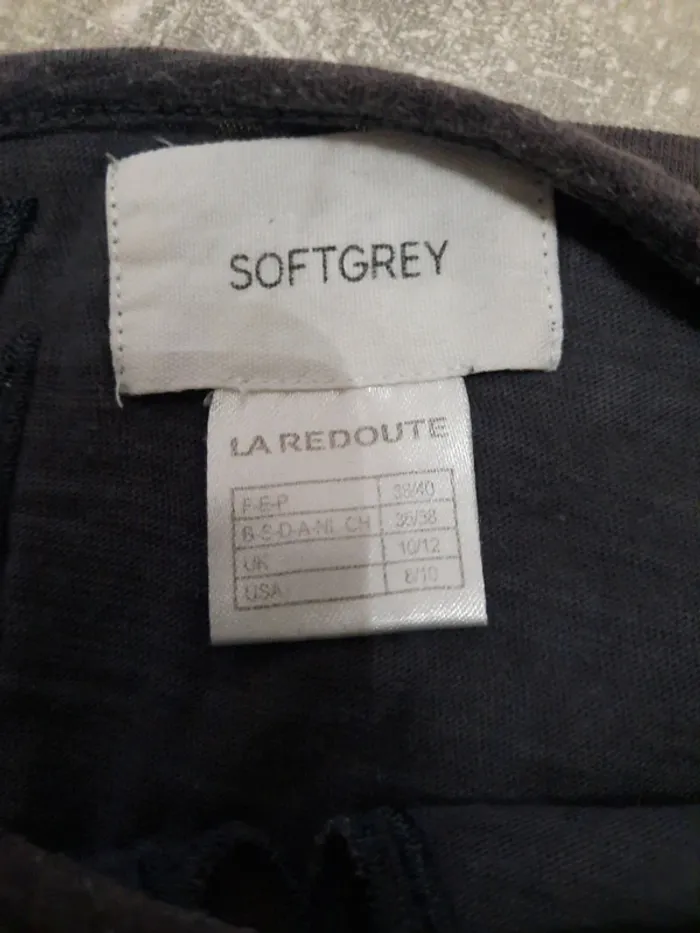 SOFTGREY
LA REDOUTE
F-E-P 38/40
B-S-D-A-NL-CH 36/38
UK 10/12
USA 8/10